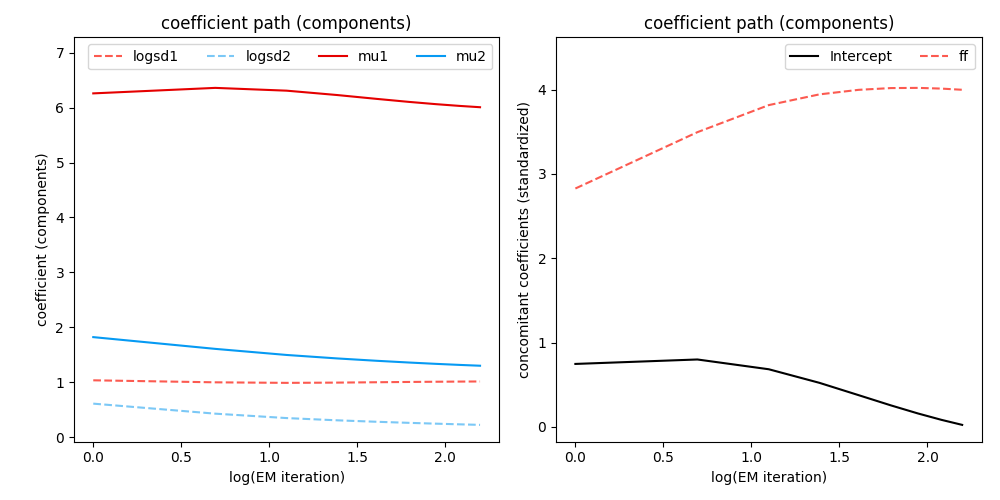 coefficient path (components)
logsd1 logsd2 mu1 mu2
coefficient (components)
7
6
5
4
3
2
1
0
0.0 0.5 1.0 1.5 2.0
log(EM iteration)
coefficient path (components)
Intercept ff
concomitant coefficients (standardized)
4
3
2
1
0
0.0 0.5 1.0 1.5 2.0
log(EM iteration)